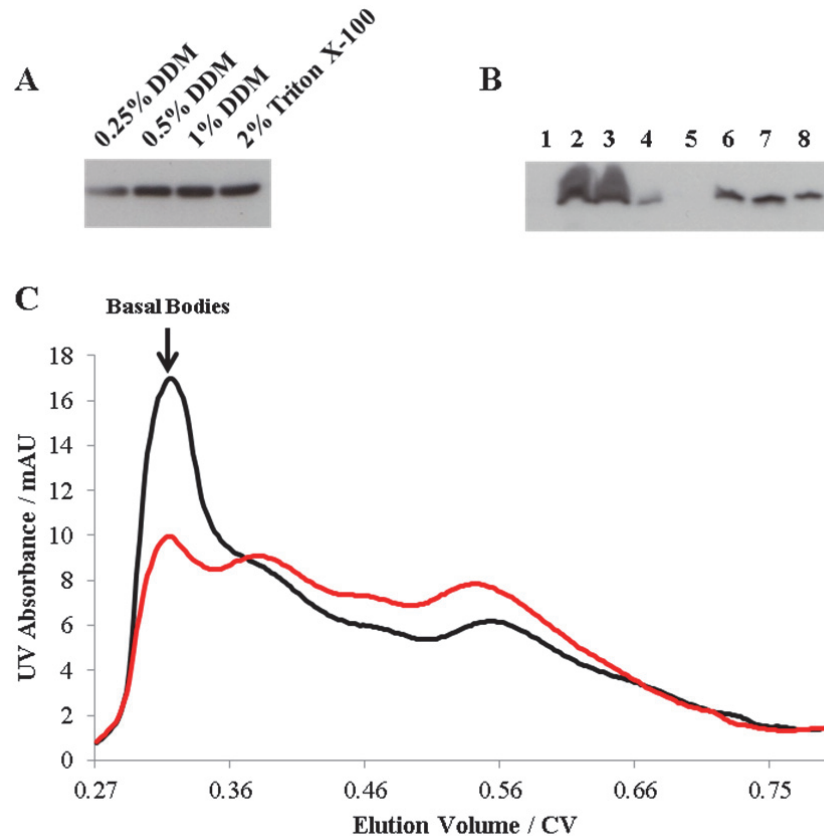 A
0.25% DDM
0.5% DDM
1% DDM
2% Triton X-100
B
1 2 3 4 5 6 7 8
C
Basal Bodies
18
16
14
12
10
8
6
4
2
0
UV Absorbance / mAU
0.27 0.36 0.46 0.56 0.66 0.75
Elution Volume / CV